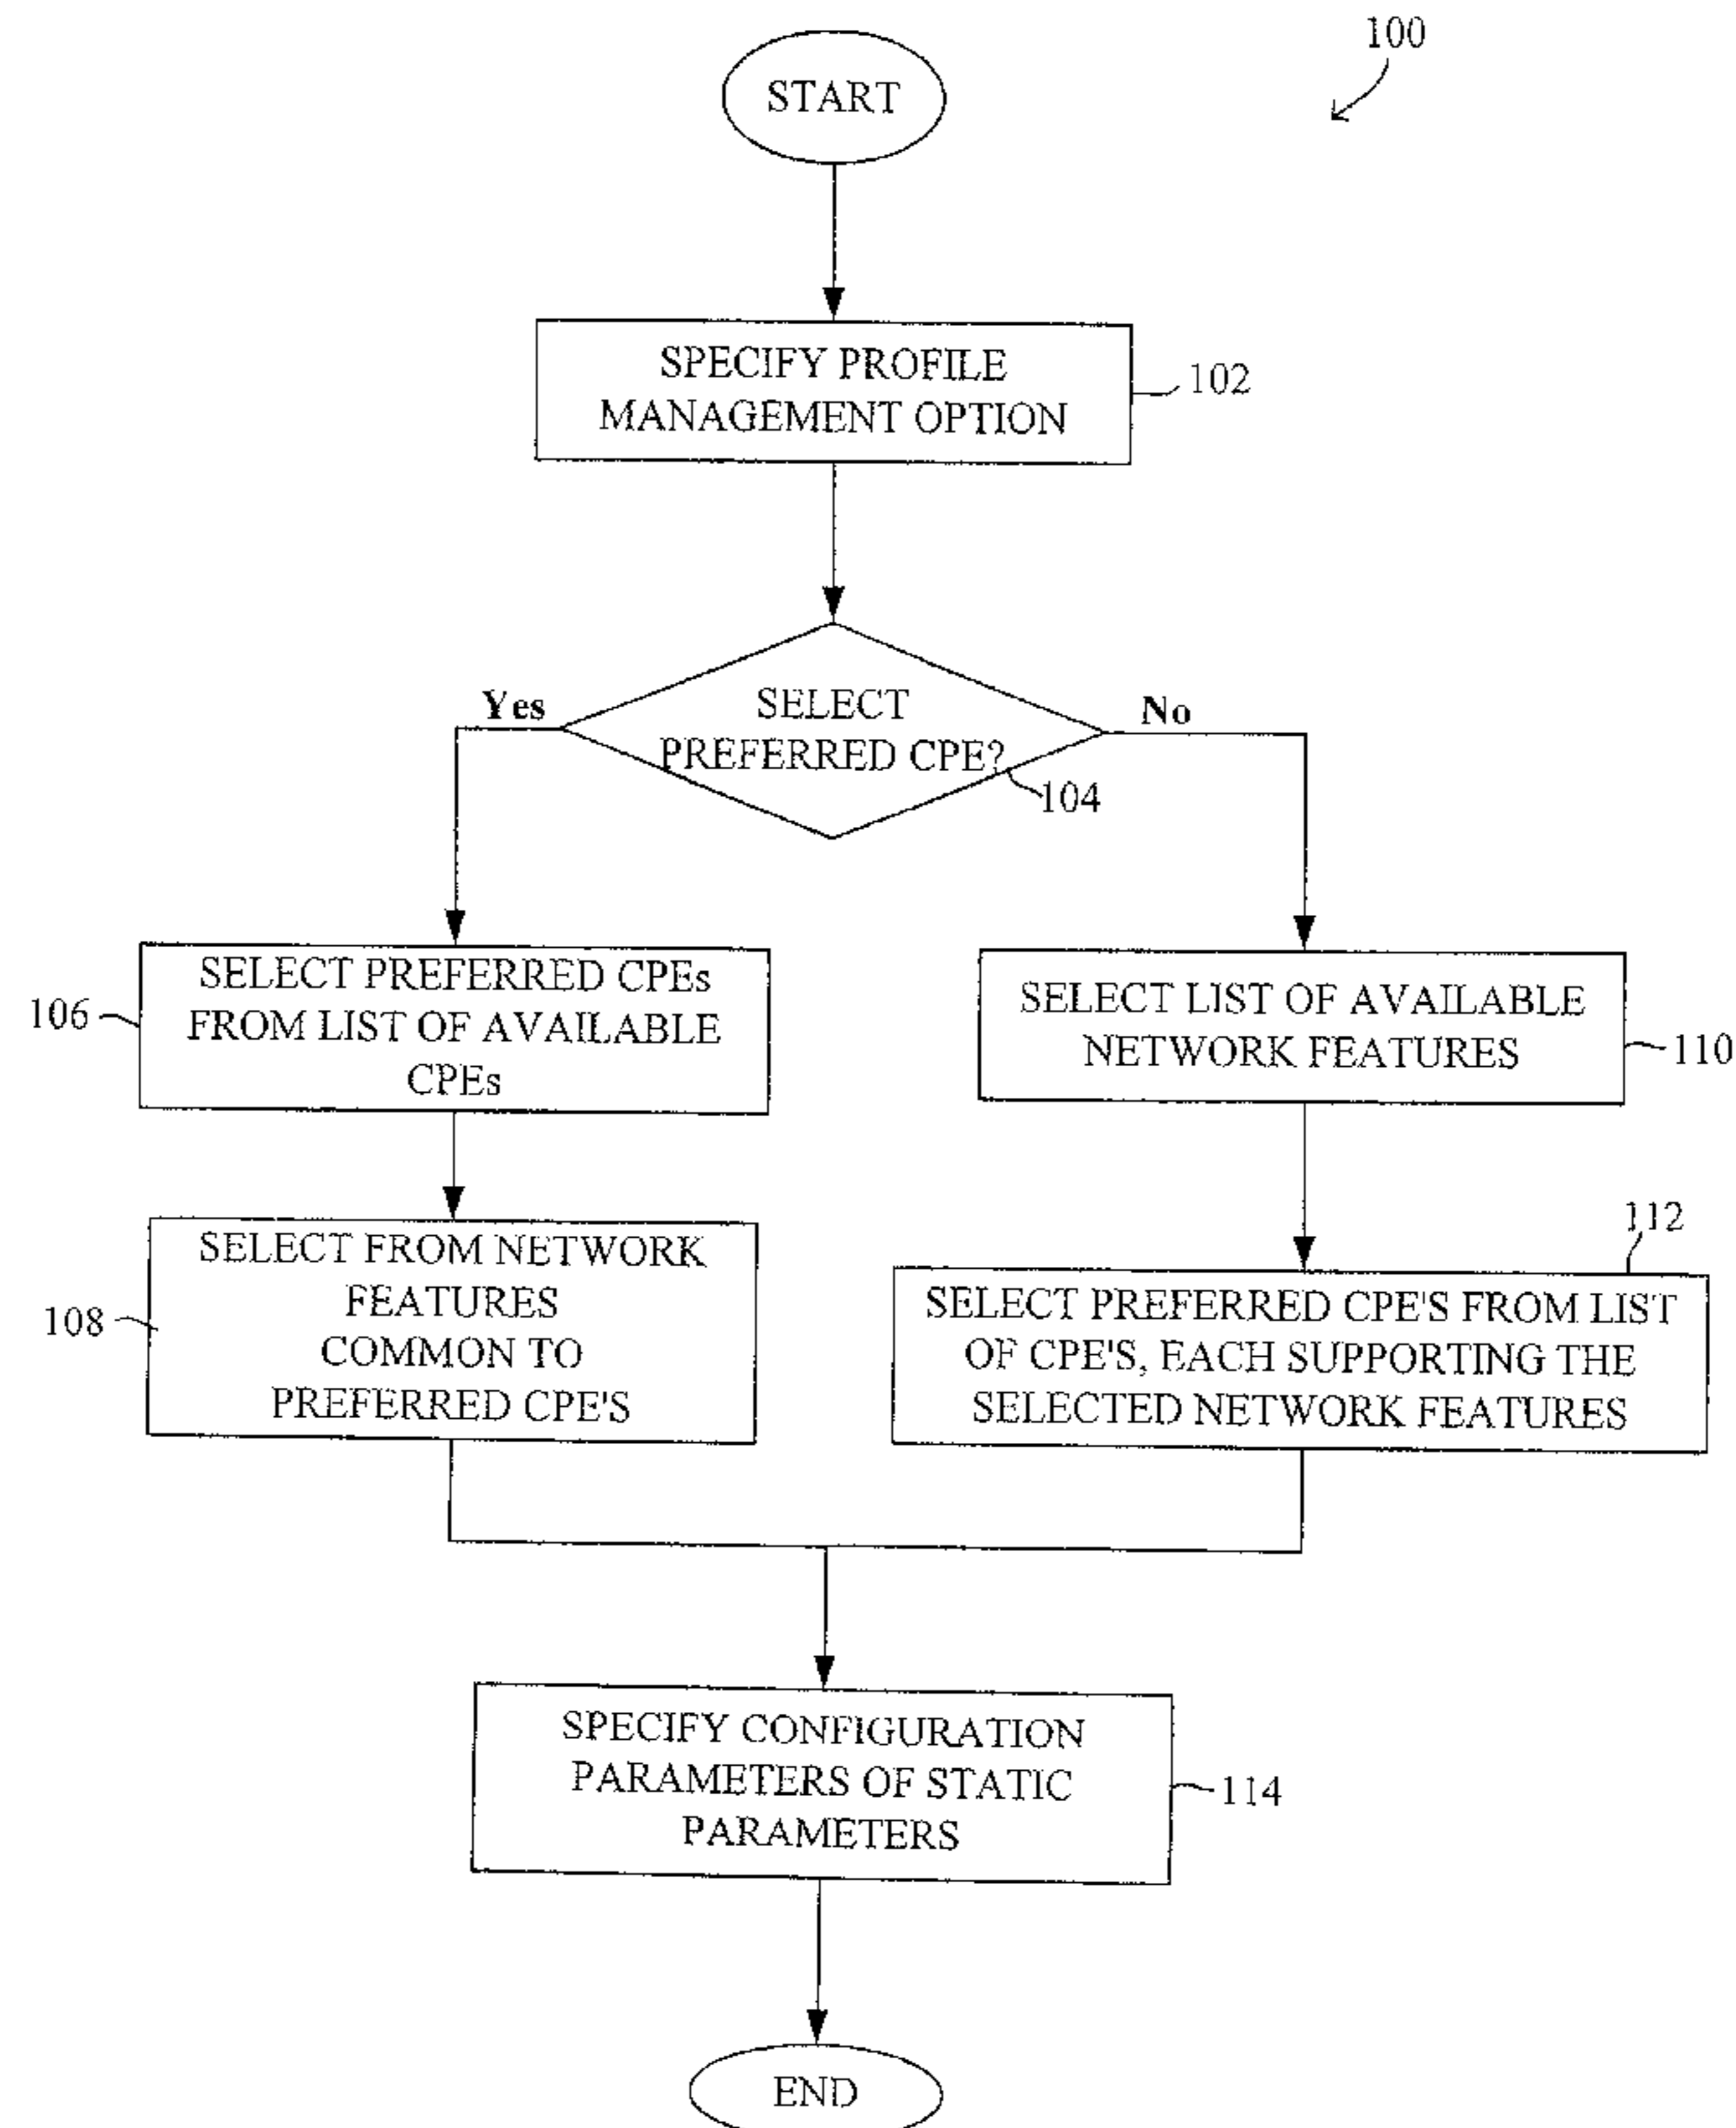 100
START
SPECIFY PROFILE
MANAGEMENT OPTION
102
SELECT
PREFERRED CPE?
104
Yes
No
SELECT PREFERRED CPEs
FROM LIST OF AVAILABLE
CPEs
106
SELECT LIST OF AVAILABLE
NETWORK FEATURES
110
SELECT FROM NETWORK
FEATURES
COMMON TO
PREFERRED CPE'S
108
112
SELECT PREFERRED CPE'S FROM LIST
OF CPE'S, EACH SUPPORTING THE
SELECTED NETWORK FEATURES
SPECIFY CONFIGURATION
PARAMETERS OF STATIC
PARAMETERS
114
END